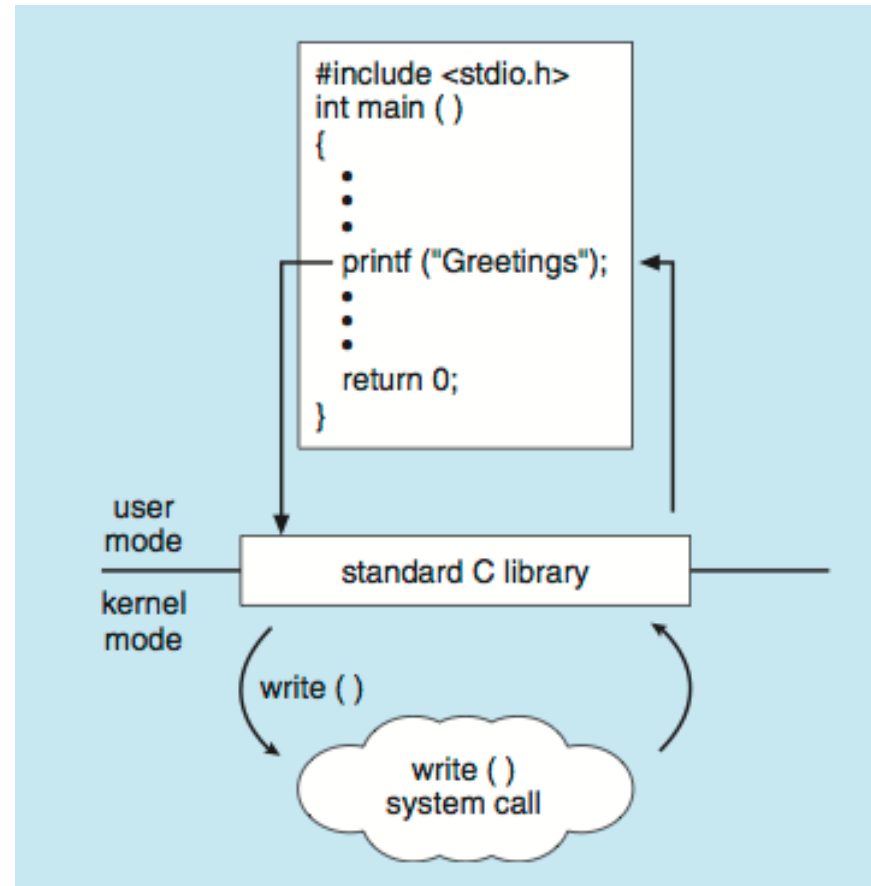 #include <stdio.h>
int main ( )
{
•
•
•
printf ("Greetings");
•
•
•
return 0;
}
user
mode
standard C library
kernel
mode
write ( )
write ( )
system call